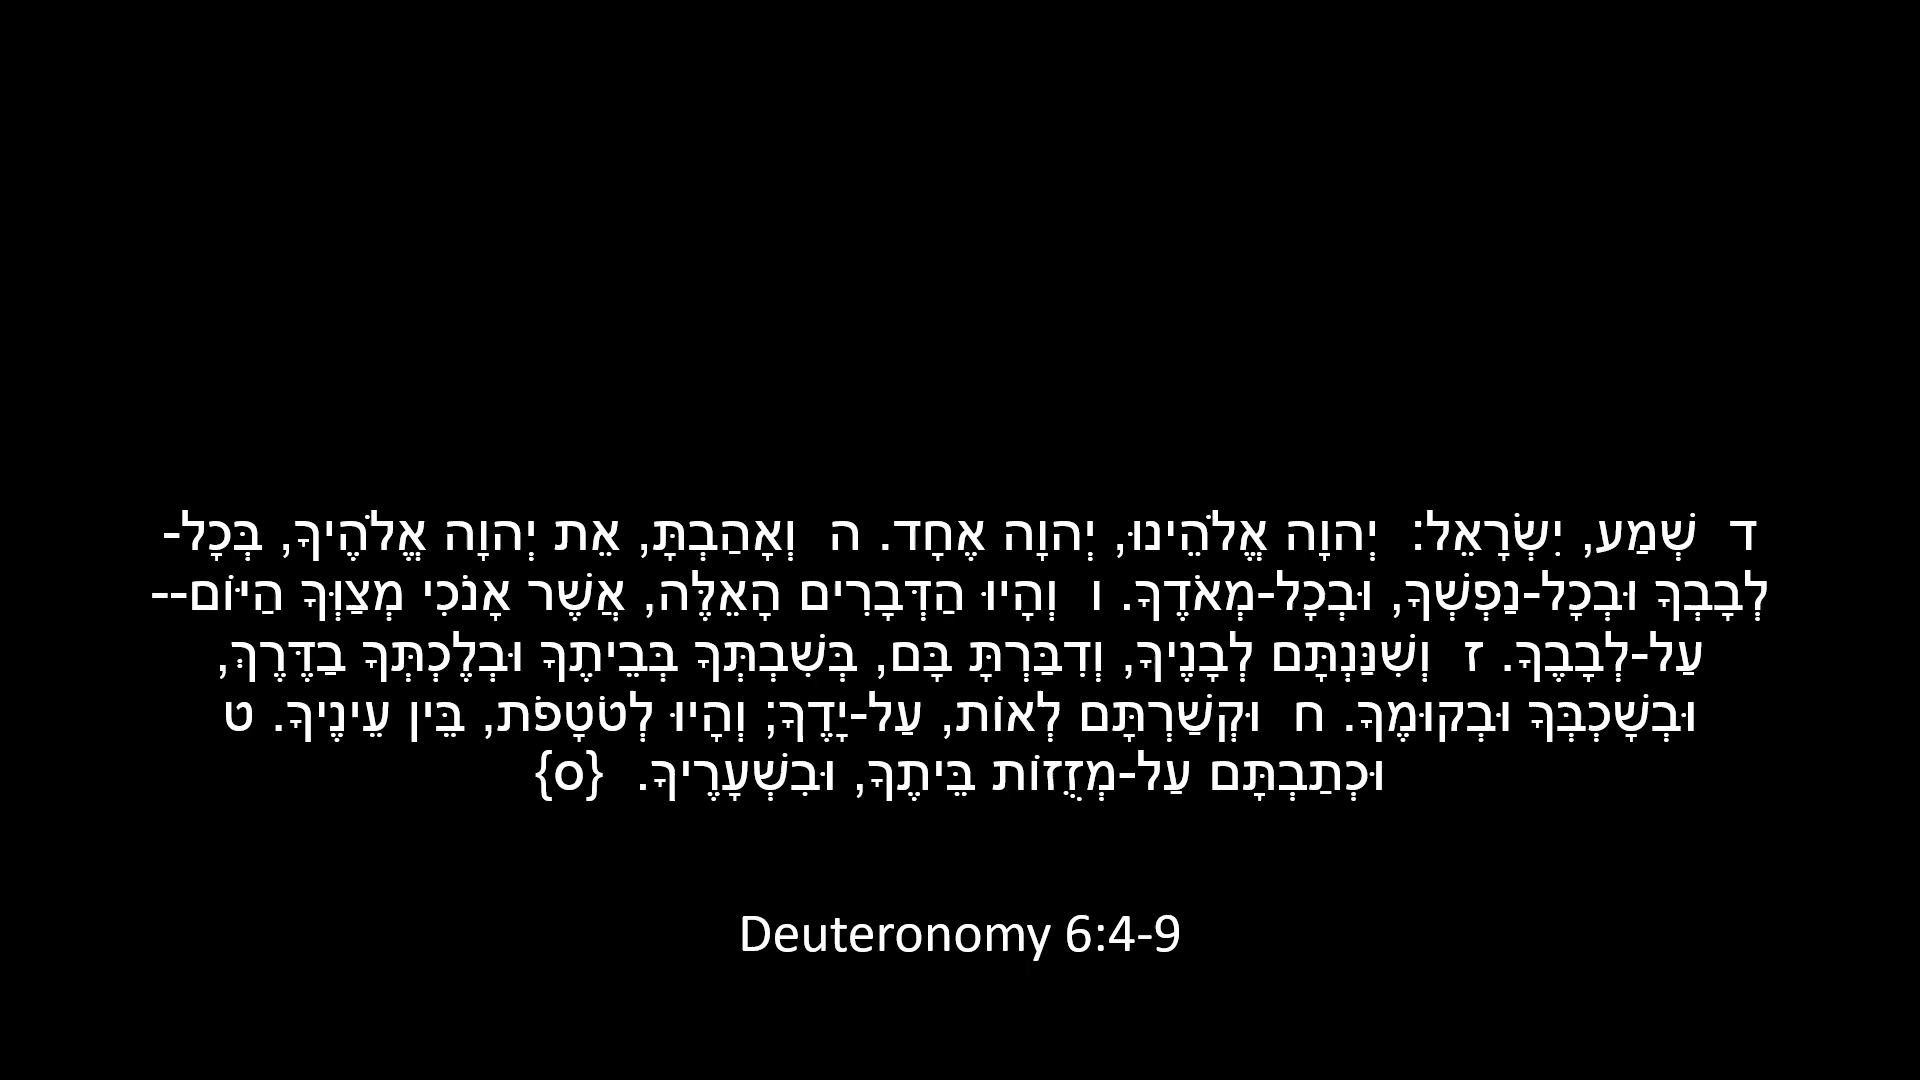 ד  שְׁמַע, יִשְׂרָאֵל:  יְהוָה אֱלֹהֵינוּ, יְהוָה אֶחָד. ה  וְאָהַבְתָּ, אֵת יְהוָה אֱלֹהֶיךָ, בְּכָל-
לְבָבְךָ וּבְכָל-נַפְשְׁךָ, וּבְכָל-מְאֹדֶךָ. ו  וְהָיוּ הַדְּבָרִים הָאֵלֶּה, אֲשֶׁר אָנֹכִי מְצַוְּךָ הַיּוֹם--
עַל-לְבָבֶךָ. ז  וְשִׁנַּנְתָּם לְבָנֶיךָ, וְדִבַּרְתָּ בָּם, בְּשִׁבְתְּךָ בְּבֵיתֶךָ וּבְלֶכְתְּךָ בַדֶּרֶךְ,
וּבְשָׁכְבְּךָ וּבְקוּמֶךָ. ח  וּקְשַׁרְתָּם לְאוֹת, עַל-יָדֶךָ; וְהָיוּ לְטֹטָפֹת, בֵּין עֵינֶיךָ. ט
וּכְתַבְתָּם עַל-מְזֻזוֹת בֵּיתֶךָ, וּבִשְׁעָרֶיךָ.  {ס}
Deuteronomy 6:4-9